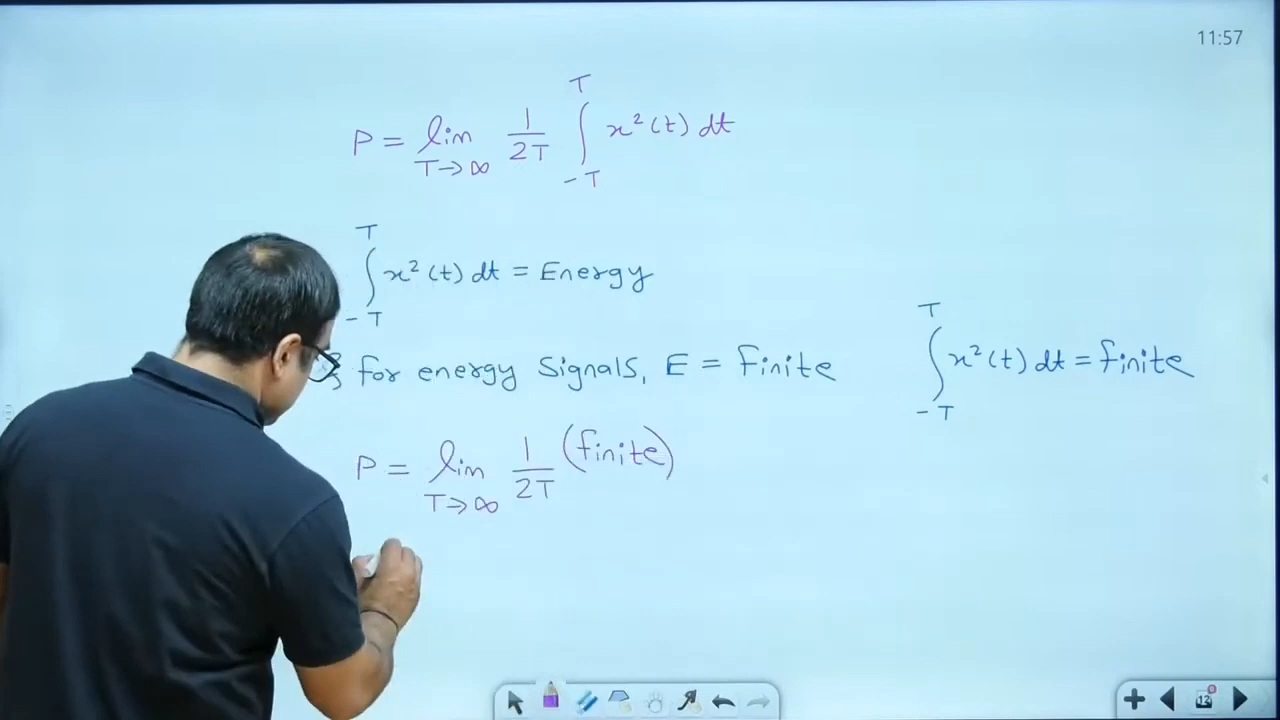 11:57
P = lim T→∞ 1/2T ∫ -T T x²(t) dt
∫ -T T x²(t) dt = Energy
for energy Signals, E = finite
∫ -T T x²(t) dt = finite
P = lim T→∞ 1/2T (finite)
12